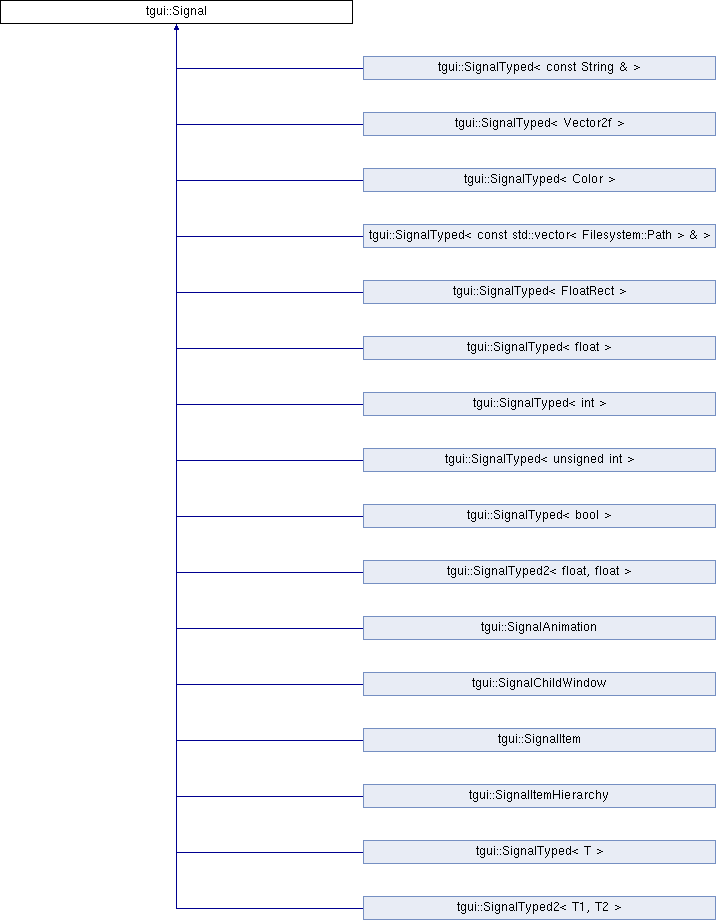 tgui::Signal
tgui::SignalTyped< const String & >
tgui::SignalTyped< Vector2f >
tgui::SignalTyped< Color >
tgui::SignalTyped< const std::vector< Filesystem::Path > & >
tgui::SignalTyped< FloatRect >
tgui::SignalTyped< float >
tgui::SignalTyped< int >
tgui::SignalTyped< unsigned int >
tgui::SignalTyped< bool >
tgui::SignalTyped2< float, float >
tgui::SignalAnimation
tgui::SignalChildWindow
tgui::SignalItem
tgui::SignalItemHierarchy
tgui::SignalTyped< T >
tgui::SignalTyped2< T1, T2 >